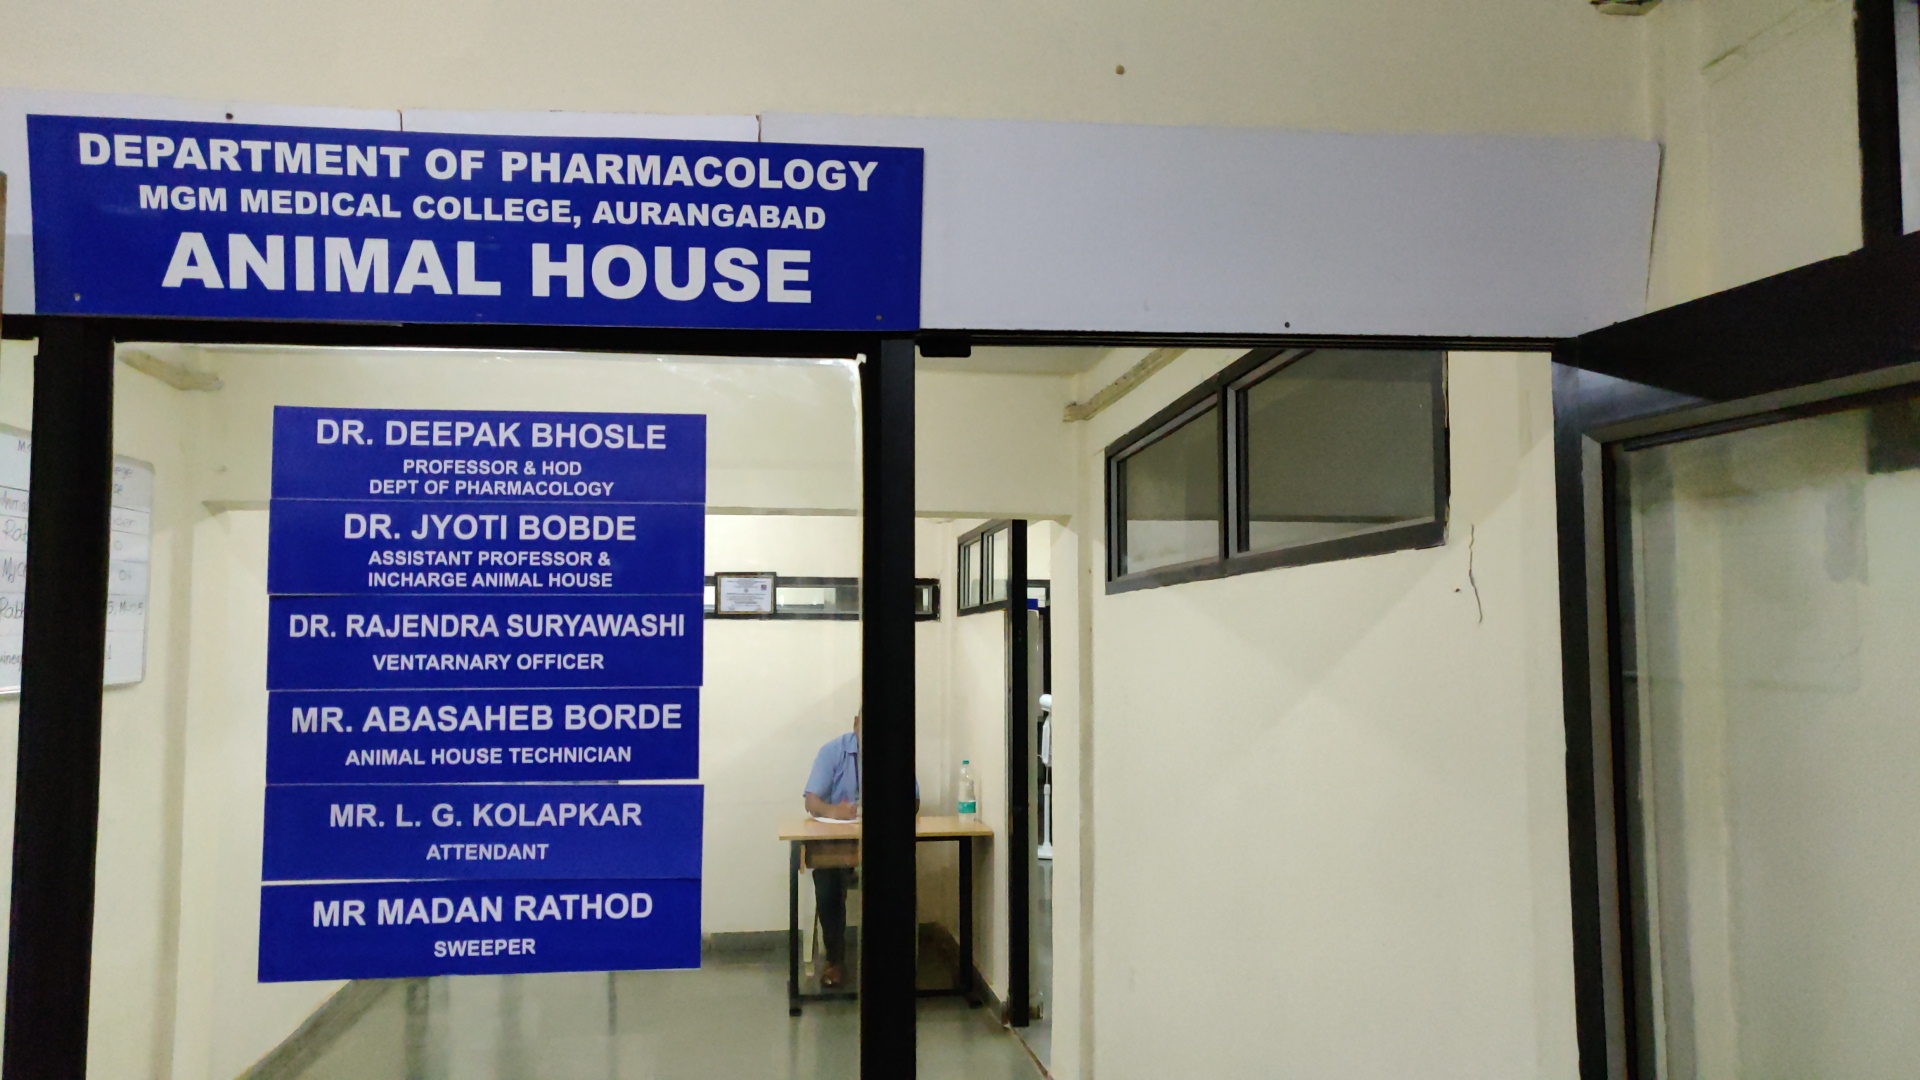 DEPARTMENT OF PHARMACOLOGY
MGM MEDICAL COLLEGE, AURANGABAD
ANIMAL HOUSE
DR. DEEPAK BHOSLE
PROFESSOR & HOD
DEPT OF PHARMACOLOGY
DR. JYOTI BOBDE
ASSISTANT PROFESSOR &
INCHARGE ANIMAL HOUSE
DR. RAJENDRA SURYAWASHI
VENTARNARY OFFICER
MR. ABASAHEB BORDE
ANIMAL HOUSE TECHNICIAN
MR. L. G. KOLAPKAR
ATTENDANT
MR MADAN RATHOD
SWEEPER